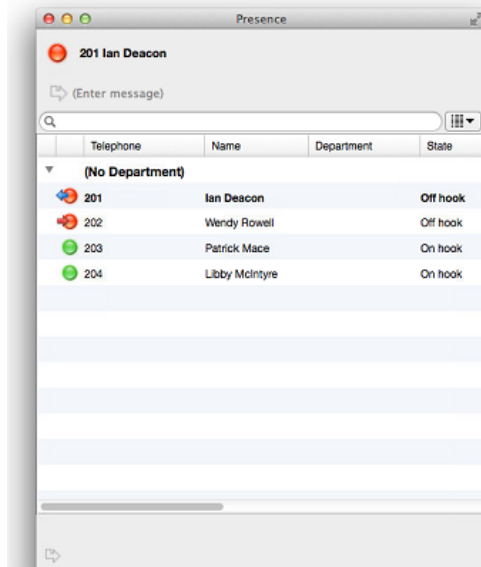 Presence
201 Ian Deacon
(Enter message)
Telephone Name Department State
(No Department)
201 Ian Deacon Off hook
202 Wendy Rowell Off hook
203 Patrick Mace On hook
204 Libby McIntyre On hook